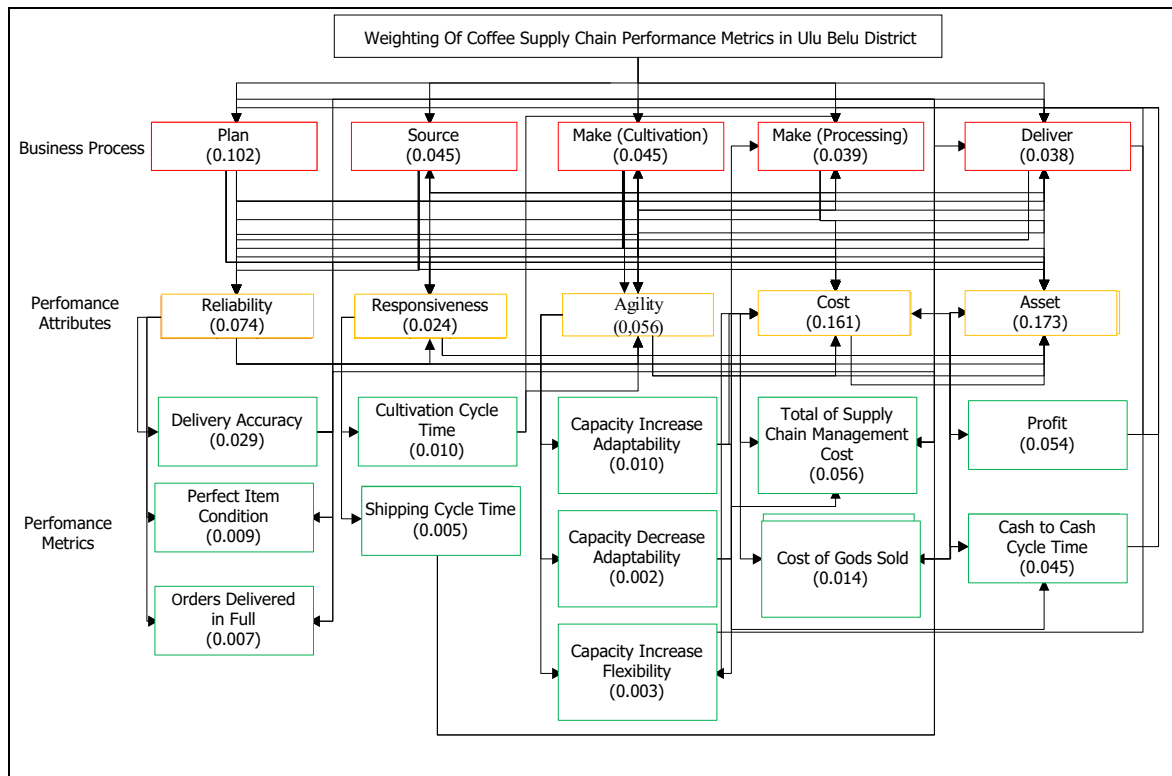 Weighting Of Coffee Supply Chain Performance Metrics in Ulu Belu District
Business Process
Plan
(0.102)
Source
(0.045)
Make (Cultivation)
(0.045)
Make (Processing)
(0.039)
Deliver
(0.038)
Perfomance
Attributes
Reliability
(0.074)
Responsiveness
(0.024)
Agility
(0,056)
Cost
(0.161)
Asset
(0.173)
Perfomance
Metrics
Delivery Accuracy
(0.029)
Perfect Item
Condition
(0.009)
Orders Delivered
in Full
(0.007)
Cultivation Cycle
Time
(0.010)
Shipping Cycle Time
(0.005)
Capacity Increase
Adaptability
(0.010)
Capacity Decrease
Adaptability
(0.002)
Capacity Increase
Flexibility
(0.003)
Total of Supply
Chain Management
Cost
(0.056)
Cost of Gods Sold
(0.014)
Profit
(0.054)
Cash to Cash
Cycle Time
(0.045)